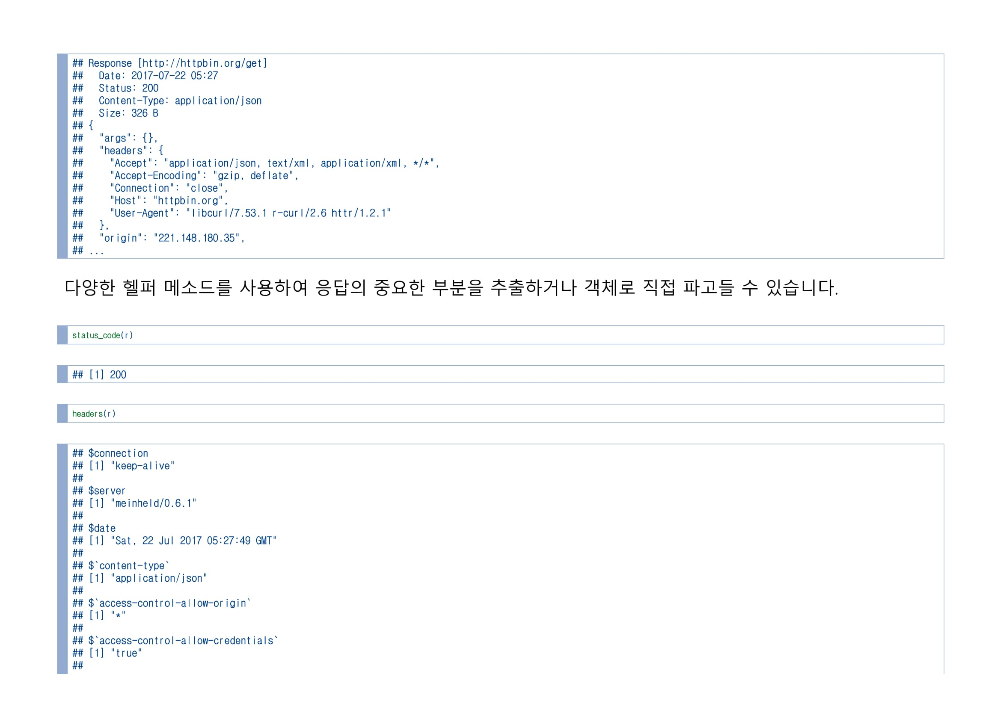 ## Response [http://httpbin.org/get]
##   Date: 2017-07-22 05:27
##   Status: 200
##   Content-Type: application/json
##   Size: 326 B
## {
##   "args": {},
##   "headers": {
##     "Accept": "application/json, text/xml, application/xml, */*",
##     "Accept-Encoding": "gzip, deflate",
##     "Connection": "close",
##     "Host": "httpbin.org",
##     "User-Agent": "libcurl/7.53.1 r-curl/2.6 httr/1.2.1"
##   },
##   "origin": "221.148.180.35",
## ...
다양한 헬퍼 메소드를 사용하여 응답의 중요한 부분을 추출하거나 객체로 직접 파고들 수 있습니다.
status_code(r)
## [1] 200
headers(r)
## $connection
## [1] "keep-alive"
##
## $server
## [1] "meinheld/0.6.1"
##
## $date
## [1] "Sat, 22 Jul 2017 05:27:49 GMT"
##
## $`content-type`
## [1] "application/json"
##
## $`access-control-allow-origin`
## [1] "*"
##
## $`access-control-allow-credentials`
## [1] "true"
##